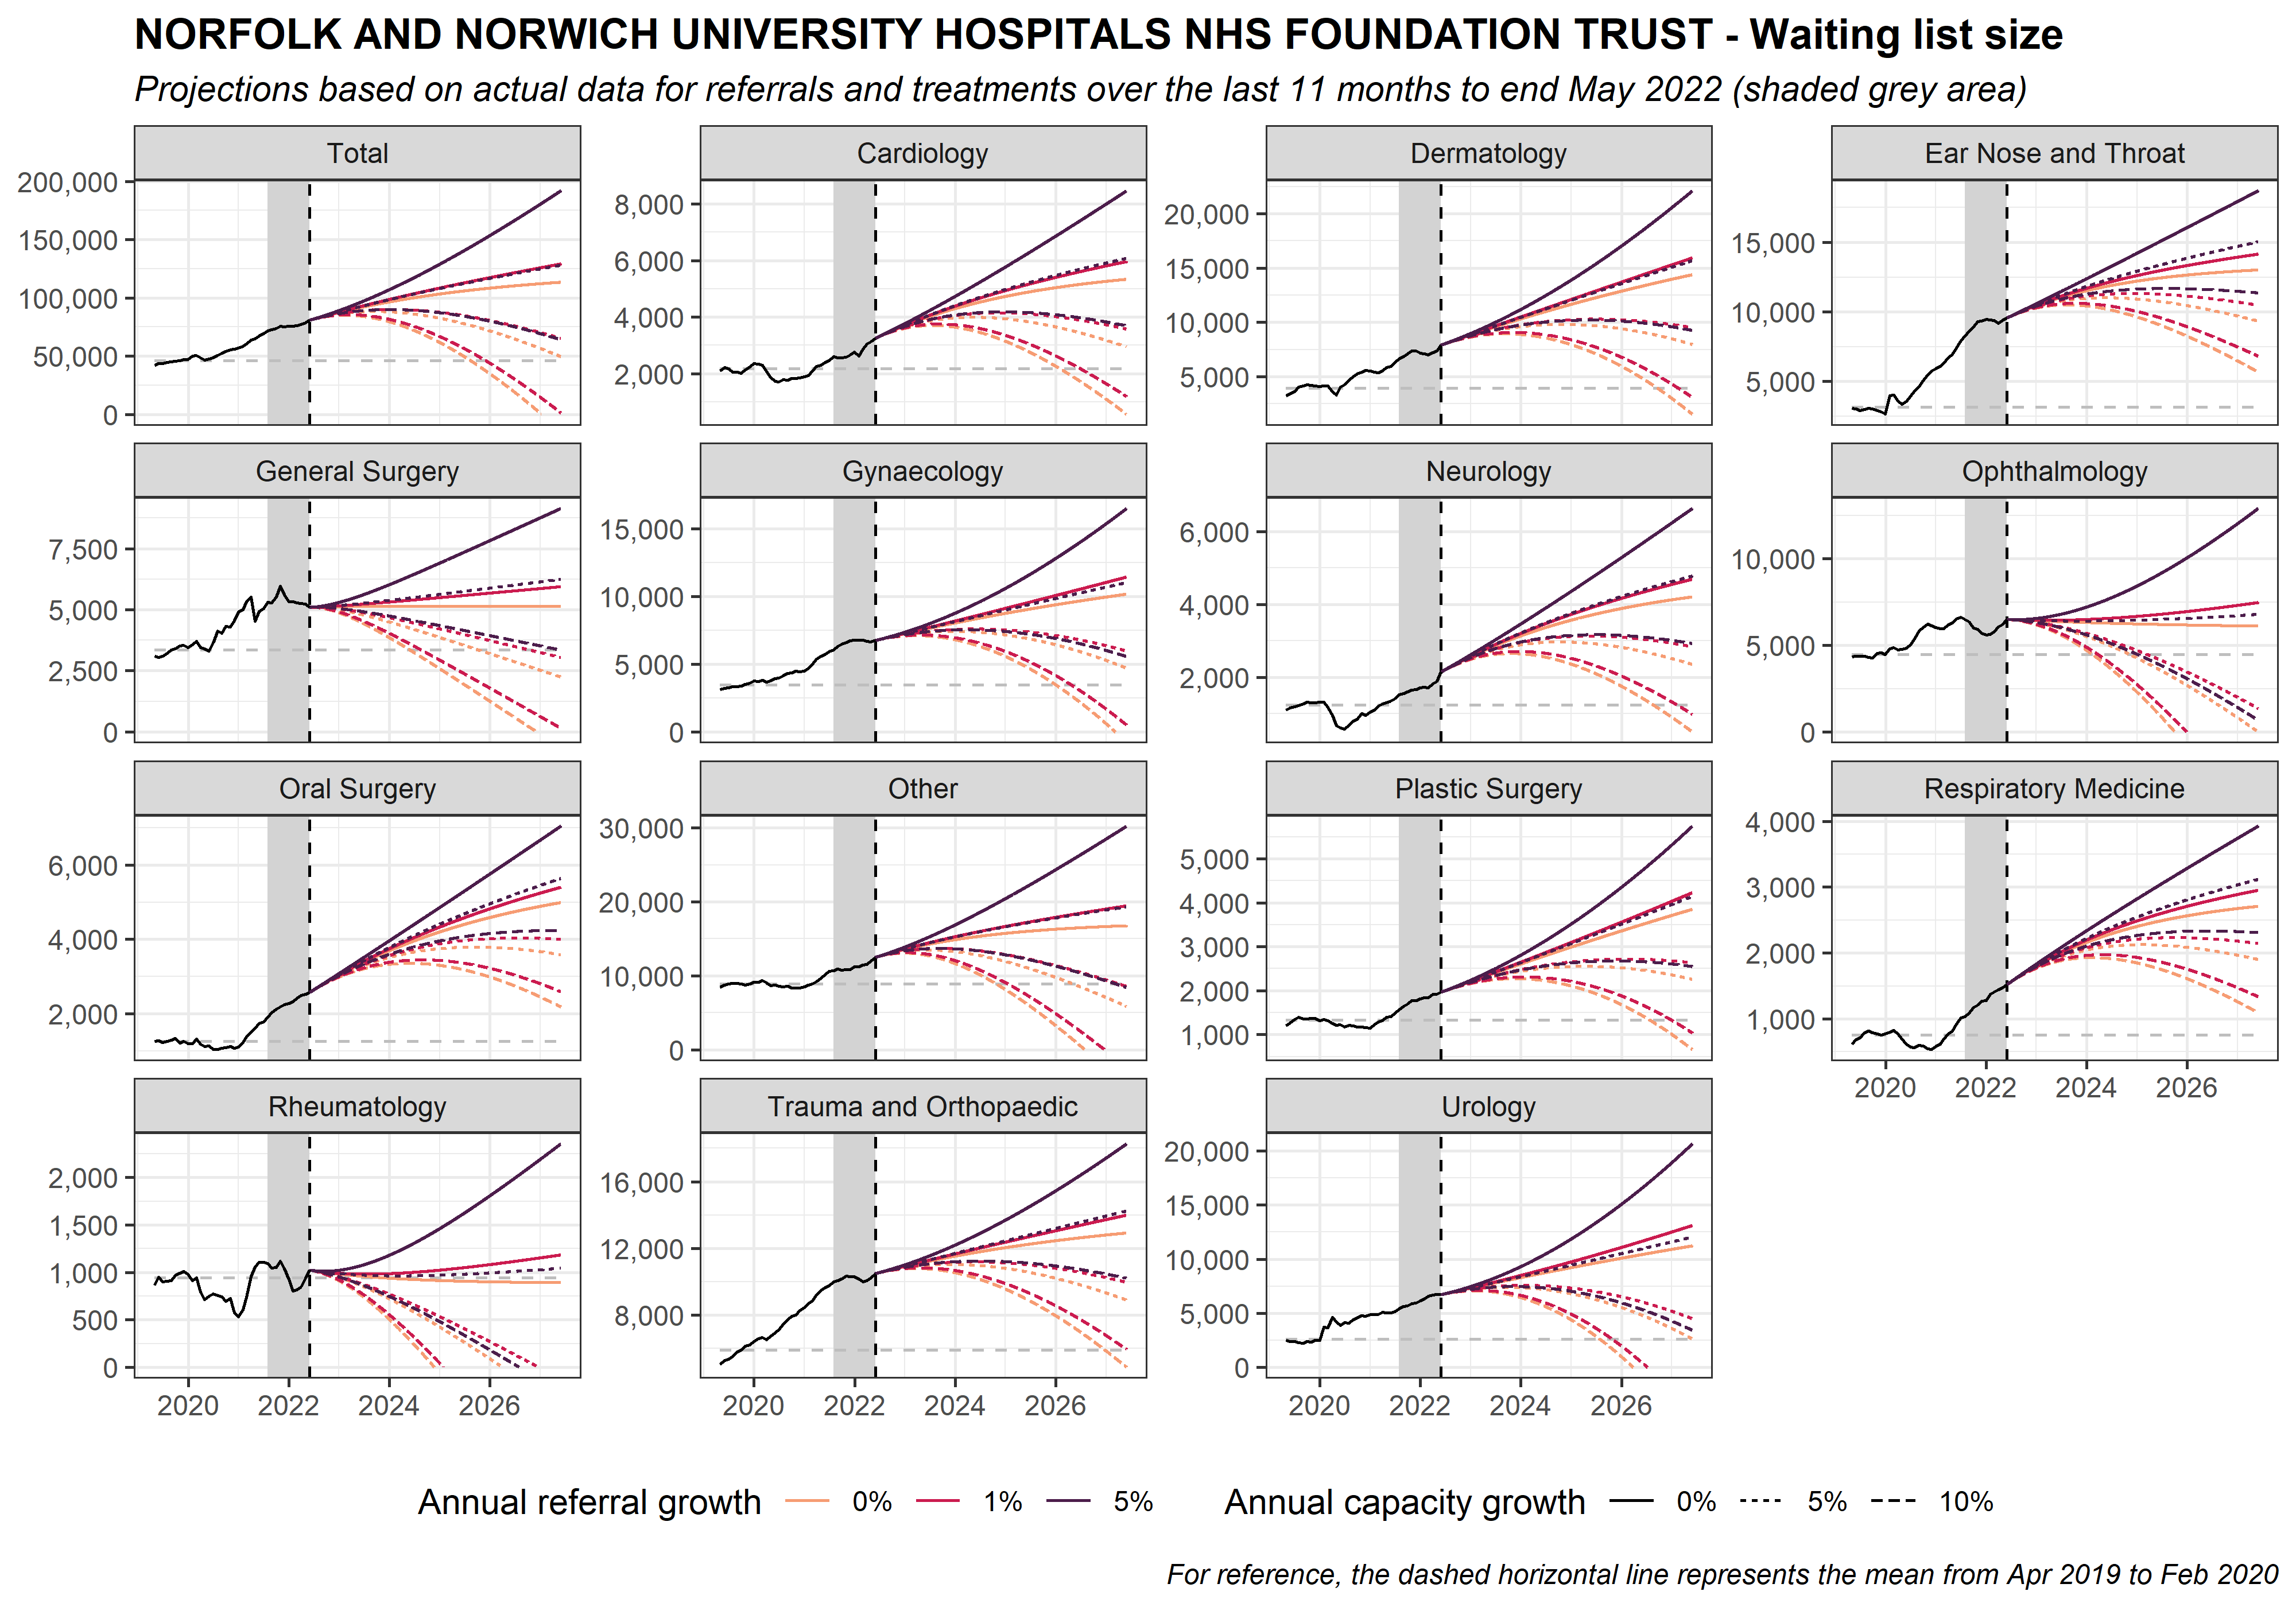 NORFOLK AND NORWICH UNIVERSITY HOSPITALS NHS FOUNDATION TRUST - Waiting list size
Projections based on actual data for referrals and treatments over the last 11 months to end May 2022 (shaded grey area)
Total
Cardiology
Dermatology
Ear Nose and Throat
200,000
150,000
100,000
50,000
0
8,000
6,000
4,000
2,000
20,000
15,000
10,000
5,000
15,000
10,000
5,000
General Surgery
Gynaecology
Neurology
Ophthalmology
7,500
5,000
2,500
0
15,000
10,000
5,000
0
6,000
4,000
2,000
10,000
5,000
0
Oral Surgery
Other
Plastic Surgery
Respiratory Medicine
6,000
4,000
2,000
30,000
20,000
10,000
0
5,000
4,000
3,000
2,000
1,000
4,000
3,000
2,000
1,000
2020 2022 2024 2026
Rheumatology
Trauma and Orthopaedic
Urology
2,000
1,500
1,000
500
0
16,000
12,000
8,000
20,000
15,000
10,000
5,000
0
2020 2022 2024 2026
2020 2022 2024 2026
2020 2022 2024 2026
Annual referral growth 0% 1% 5%
Annual capacity growth 0% 5% 10%
For reference, the dashed horizontal line represents the mean from Apr 2019 to Feb 2020